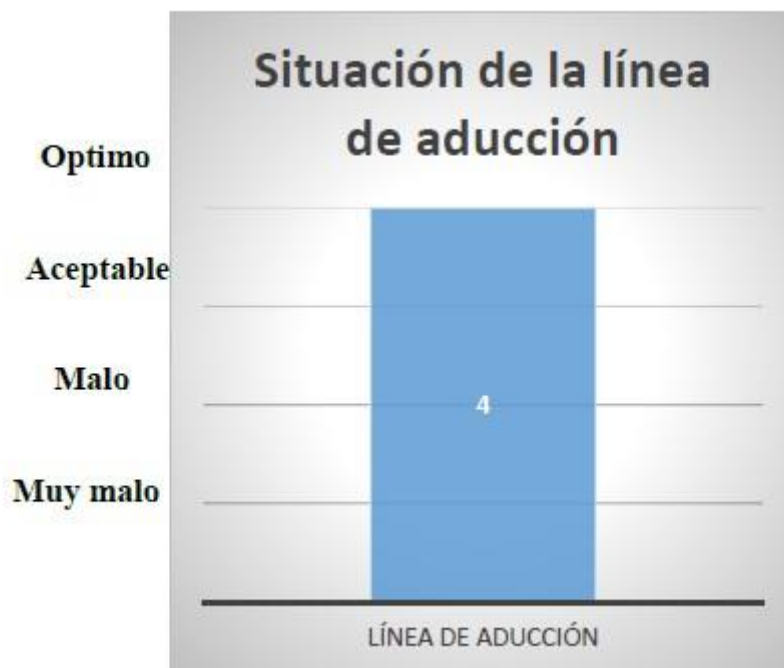 Situación de la línea
de aducción
Optimo
Aceptable
Malo
Muy malo
4
LÍNEA DE ADUCCIÓN